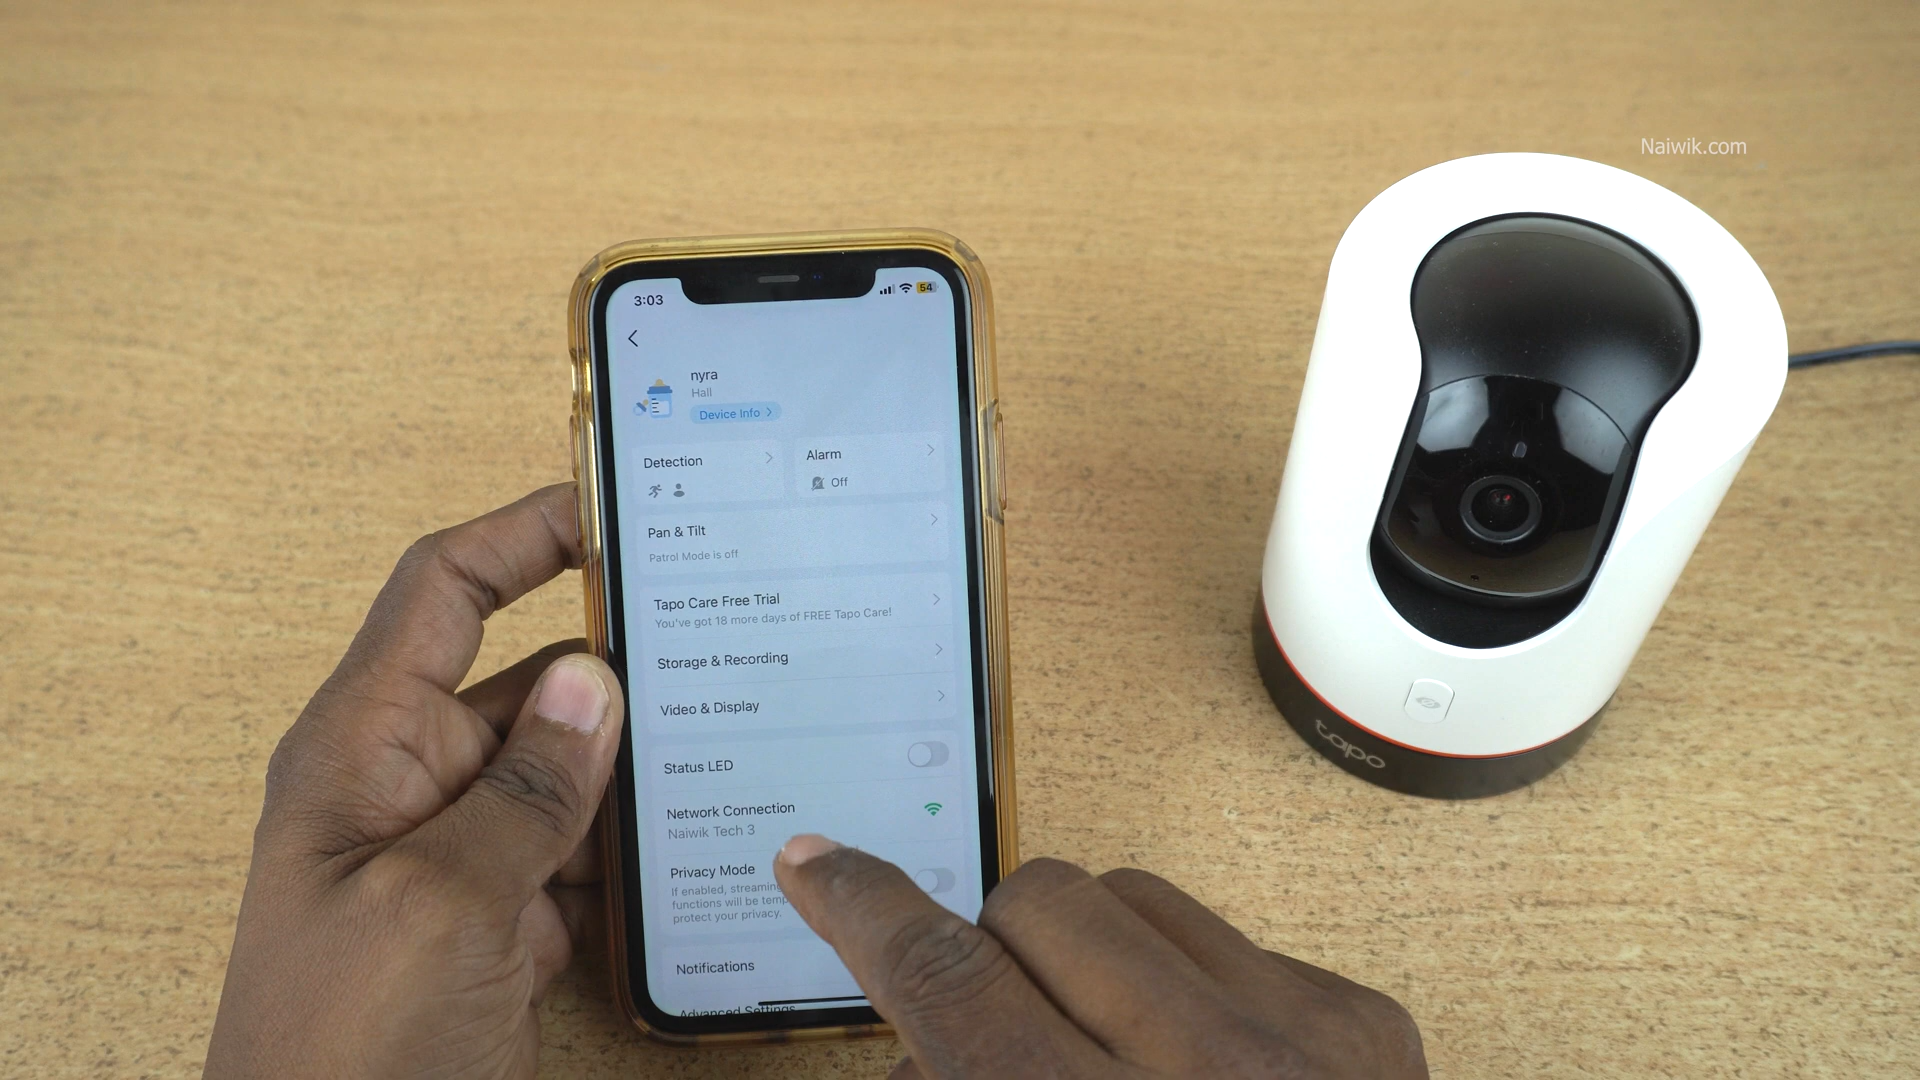 Naiwik.com
3:03
54
nyra
Hall
Device Info
Detection
Alarm
Off
Pan & Tilt
Patrol Mode is off
Tapo Care Free Trial
You've got 18 more days of FREE Tapo Care!
Storage & Recording
Video & Display
Status LED
Network Connection
Naiwik Tech 3
Privacy Mode
If enabled, streaming
functions will be
protect your privacy.
Notifications
Advanced Settings
tapo